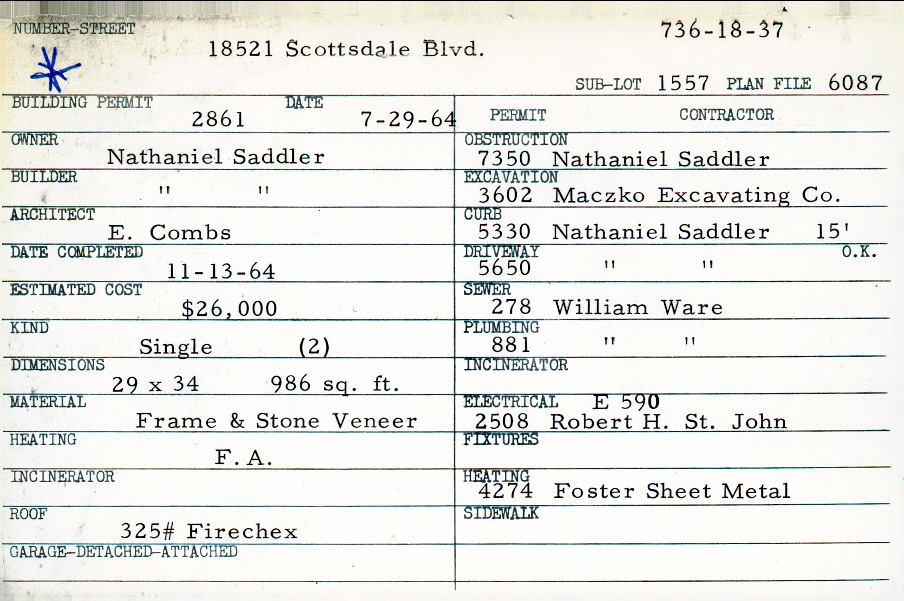 NUMBER-STREET
18521 Scottsdale Blvd.
736-18-37
SUB-LOT 1557 PLAN FILE 6087
BUILDING PERMIT DATE
2861 7-29-64
OWNER
Nathaniel Saddler
BUILDER
" "
ARCHITECT
E. Combs
DATE COMPLETED
11-13-64
ESTIMATED COST
$26,000
KIND
Single (2)
DIMENSIONS
29 x 34 986 sq. ft.
MATERIAL
Frame & Stone Veneer
HEATING
F.A.
INCINERATOR
ROOF
325# Firechex
GARAGE-DETACHED-ATTACHED
PERMIT CONTRACTOR
OBSTRUCTION
7350 Nathaniel Saddler
EXCAVATION
3602 Maczko Excavating Co.
CURB
5330 Nathaniel Saddler 15'
DRIVEWAY O.K.
5650 " "
SEWER
278 William Ware
PLUMBING
881 " "
INCINERATOR
ELECTRICAL E 590
2508 Robert H. St. John
FIXTURES
HEATING
4274 Foster Sheet Metal
SIDEWALK